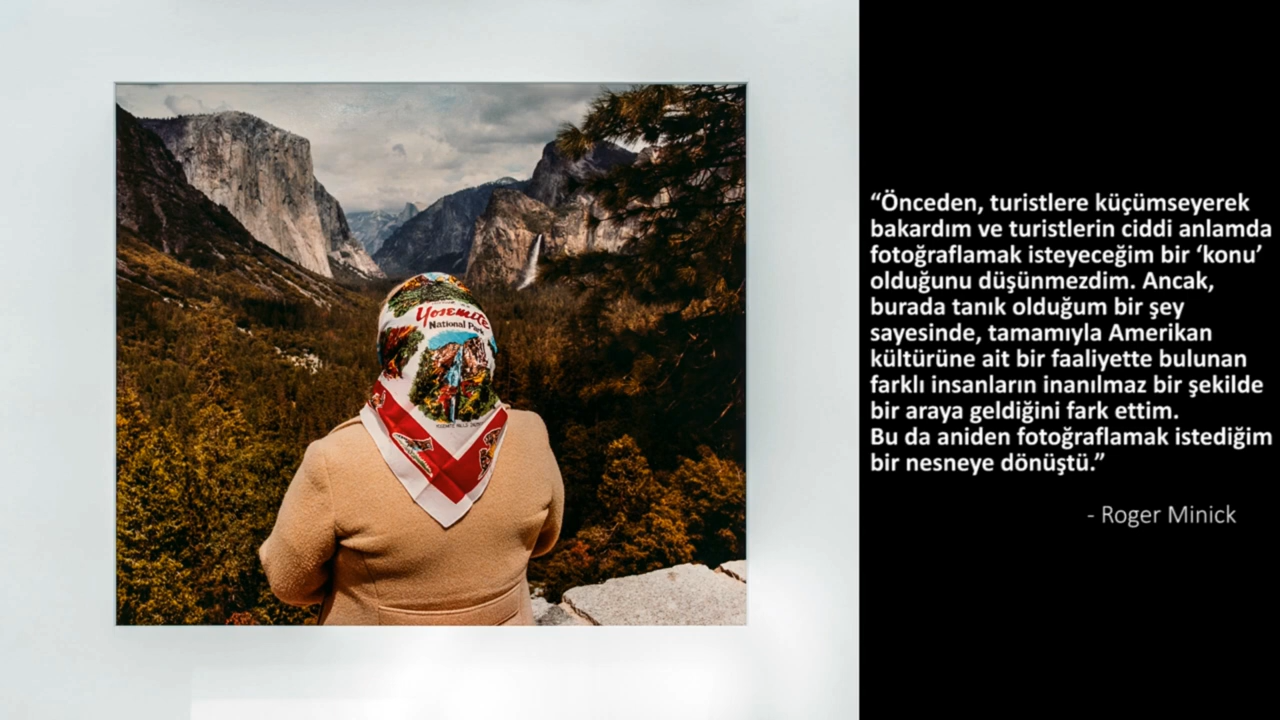 Yosemite
National Park
“Önceden, turistlere küçümseyerek
bakardım ve turistlerin ciddi anlamda
fotoğraflamak isteyeceğim bir ‘konu’
olduğunu düşünmezdim. Ancak,
burada tanık olduğum bir şey
sayesinde, tamamıyla Amerikan
kültürüne ait bir faaliyette bulunan
farklı insanların inanılmaz bir şekilde
bir araya geldiğini fark ettim.
Bu da aniden fotoğraflamak istediğim
bir nesneye dönüştü.”
- Roger Minick